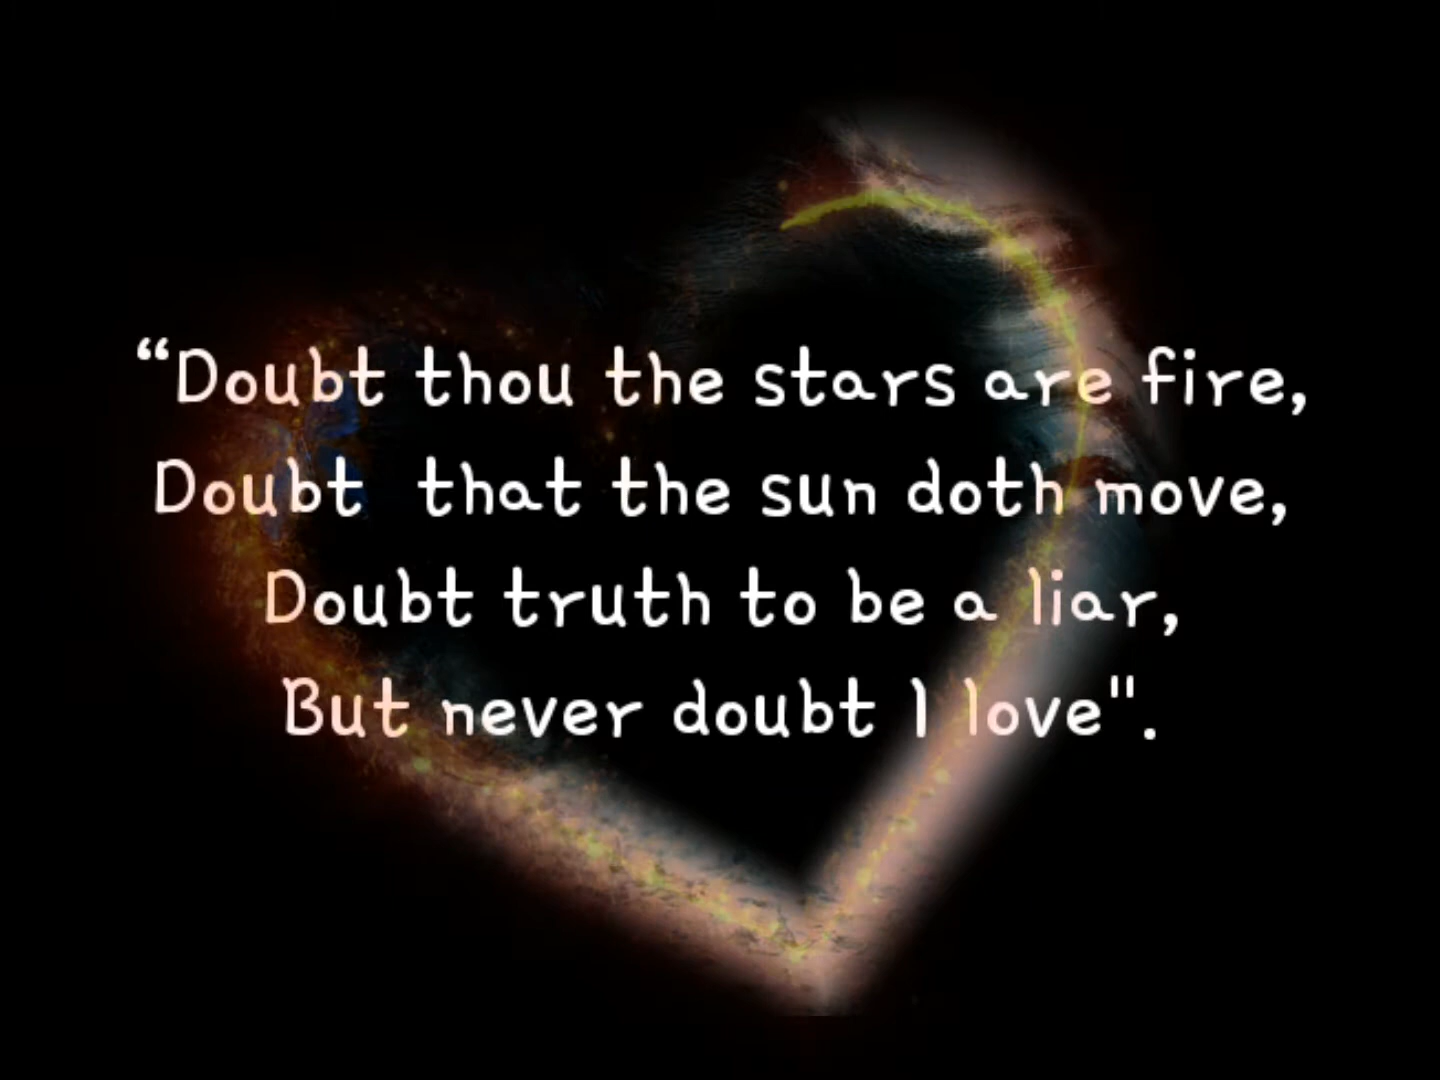 “Doubt thou the stars are fire,
Doubt that the sun doth move,
Doubt truth to be a liar,
But never doubt I love".